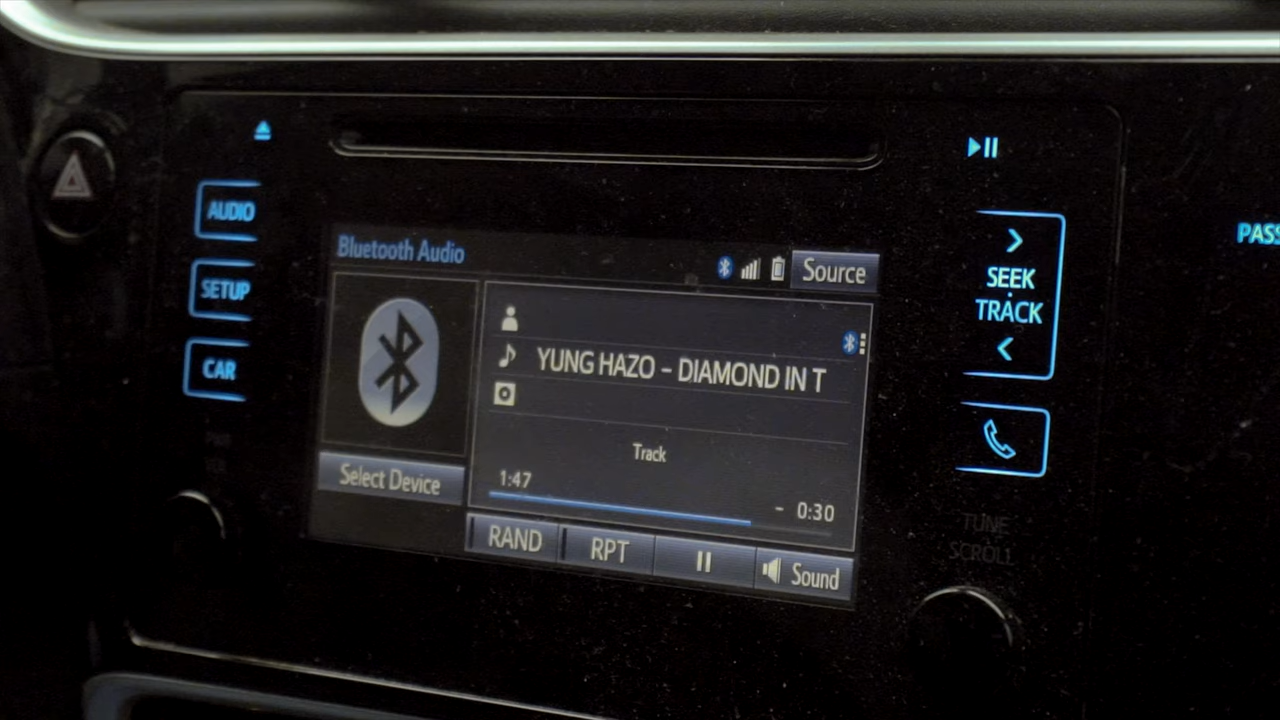 AUDIO
SETUP
CAR
Bluetooth Audio
Source
YUNG HAZO - DIAMOND IN T
Track
1:47
- 0:30
Select Device
RAND
RPT
Sound
SEEK
TRACK
TUNE
SCROLL
PASS